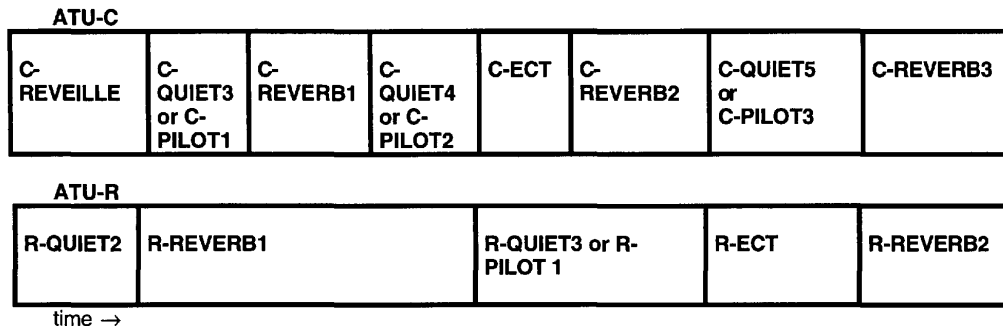 ATU-C
C-
REVEILLE
C-
QUIET3
or C-
PILOT1
C-
REVERB1
C-
QUIET4
or C-
PILOT2
C-ECT
C-
REVERB2
C-QUIET5
or
C-PILOT3
C-REVERB3
ATU-R
R-QUIET2
R-REVERB1
R-QUIET3 or R-
PILOT 1
R-ECT
R-REVERB2
time →